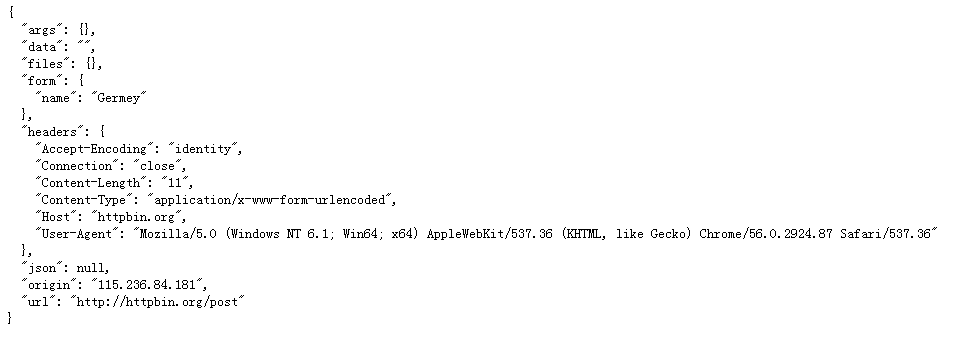 {
  "args": {},
  "data": "",
  "files": {},
  "form": {
    "name": "Germey"
  },
  "headers": {
    "Accept-Encoding": "identity",
    "Connection": "close",
    "Content-Length": "11",
    "Content-Type": "application/x-www-form-urlencoded",
    "Host": "httpbin.org",
    "User-Agent": "Mozilla/5.0 (Windows NT 6.1; Win64; x64) AppleWebKit/537.36 (KHTML, like Gecko) Chrome/56.0.2924.87 Safari/537.36"
  },
  "json": null,
  "origin": "115.236.84.181",
  "url": "http://httpbin.org/post"
}